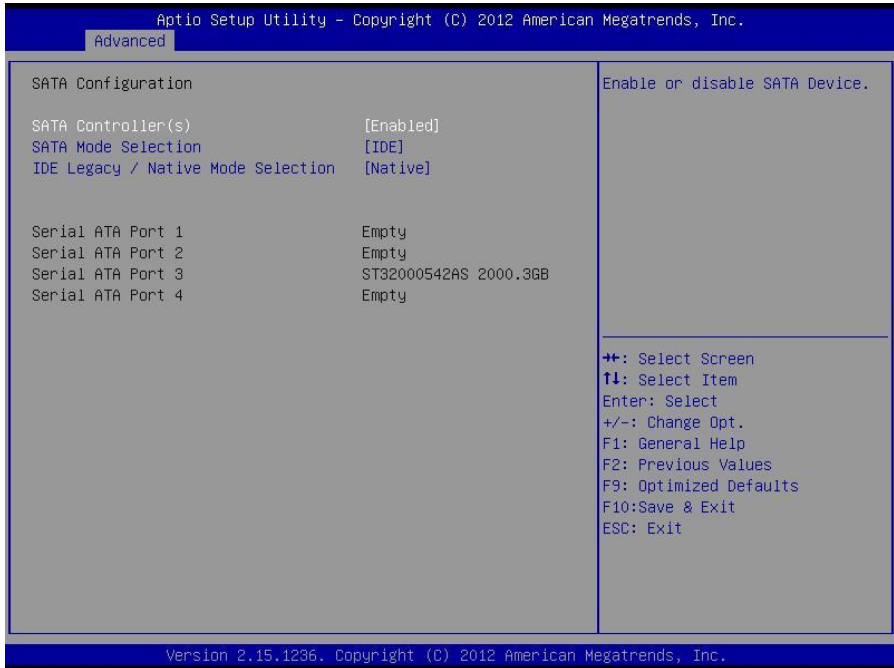 Aptio Setup Utility – Copyright (C) 2012 American Megatrends, Inc.
Advanced
SATA Configuration
SATA Controller(s) [Enabled]
SATA Mode Selection [IDE]
IDE Legacy / Native Mode Selection [Native]
Serial ATA Port 1 Empty
Serial ATA Port 2 Empty
Serial ATA Port 3 ST32000542AS 2000.3GB
Serial ATA Port 4 Empty
Enable or disable SATA Device.
→←: Select Screen
↑↓: Select Item
Enter: Select
+/-: Change Opt.
F1: General Help
F2: Previous Values
F9: Optimized Defaults
F10:Save & Exit
ESC: Exit
Version 2.15.1236. Copyright (C) 2012 American Megatrends, Inc.